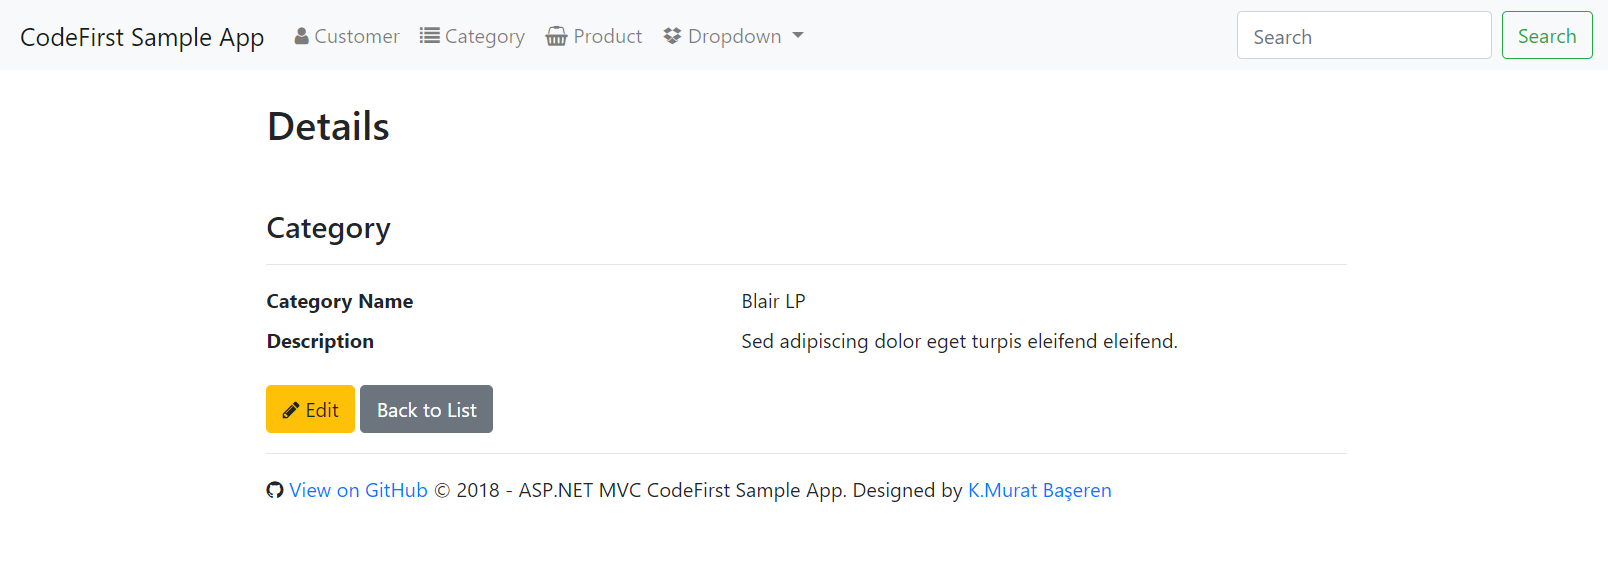 CodeFirst Sample App Customer Category Product Dropdown Search Search
Details
Category
Category Name Blair LP
Description Sed adipiscing dolor eget turpis eleifend eleifend.
Edit Back to List
View on GitHub © 2018 - ASP.NET MVC CodeFirst Sample App. Designed by K.Murat Başeren